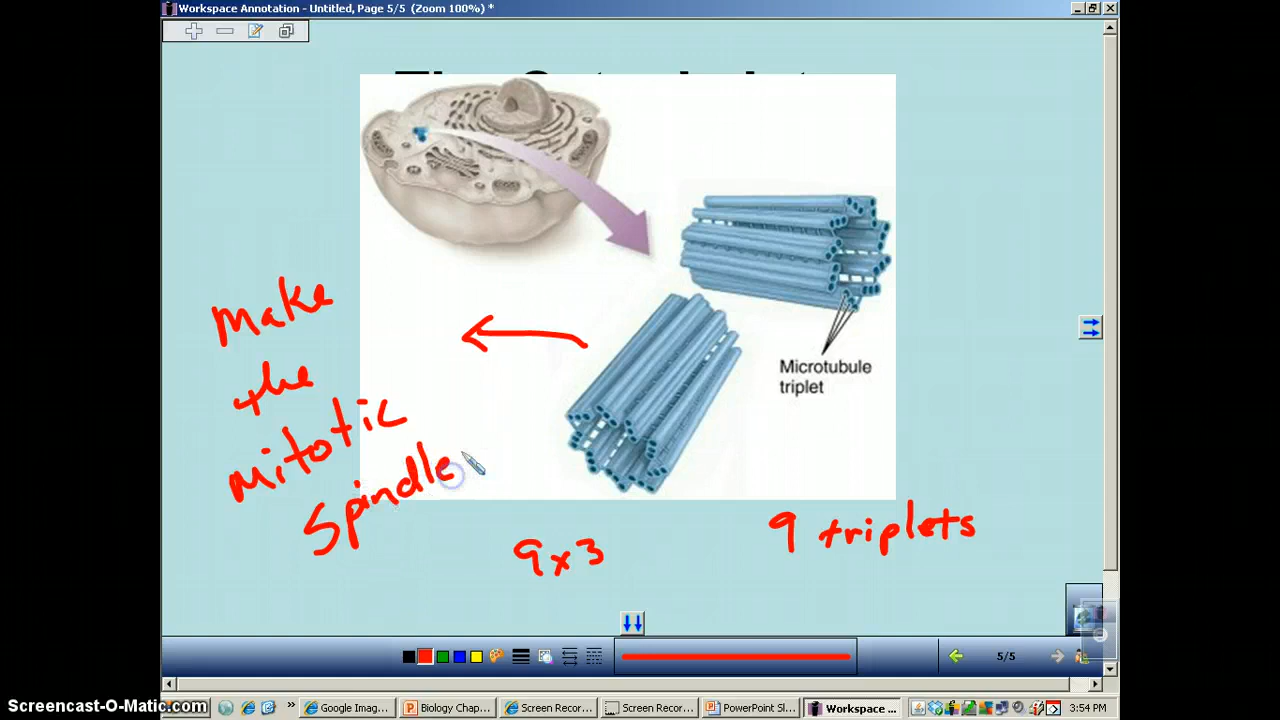 Workspace Annotation - Untitled, Page 5/5 (Zoom 100%) *
make
the
mitotic
spindle
Microtubule
triplet
9x3
9 triplets
5/5
Screencast-O-Matic.com
Google Imag...
Biology Chap...
Screen Recor...
Screen Recor...
PowerPoint Sl...
Workspace ...
3:54 PM